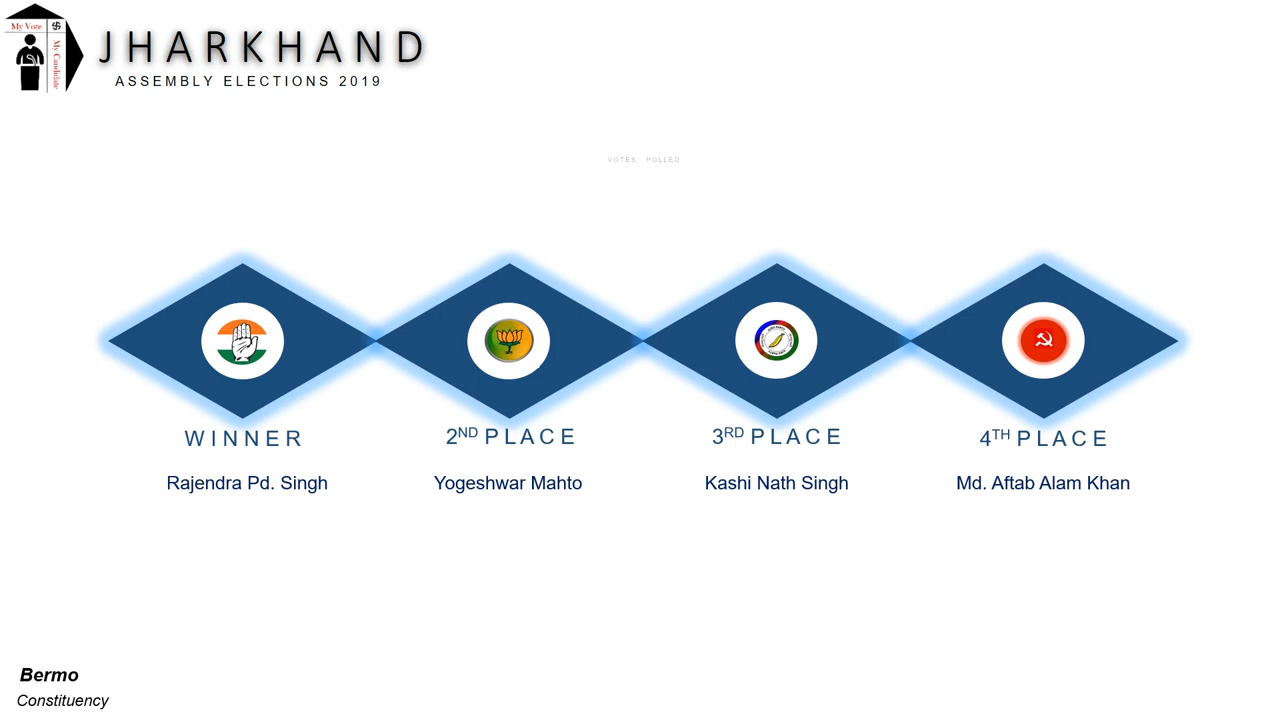 My Vote
My Candidate
JHARKHAND
ASSEMBLY ELECTIONS 2019
VOTES POLLED
WINNER
2ND PLACE
3RD PLACE
4TH PLACE
Rajendra Pd. Singh
Yogeshwar Mahto
Kashi Nath Singh
Md. Aftab Alam Khan
Bermo
Constituency